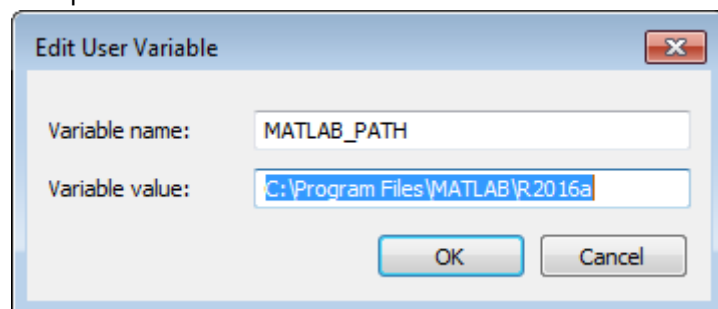 Edit User Variable
Variable name: MATLAB_PATH
Variable value: C:\Program Files\MATLAB\R2016a
OK Cancel